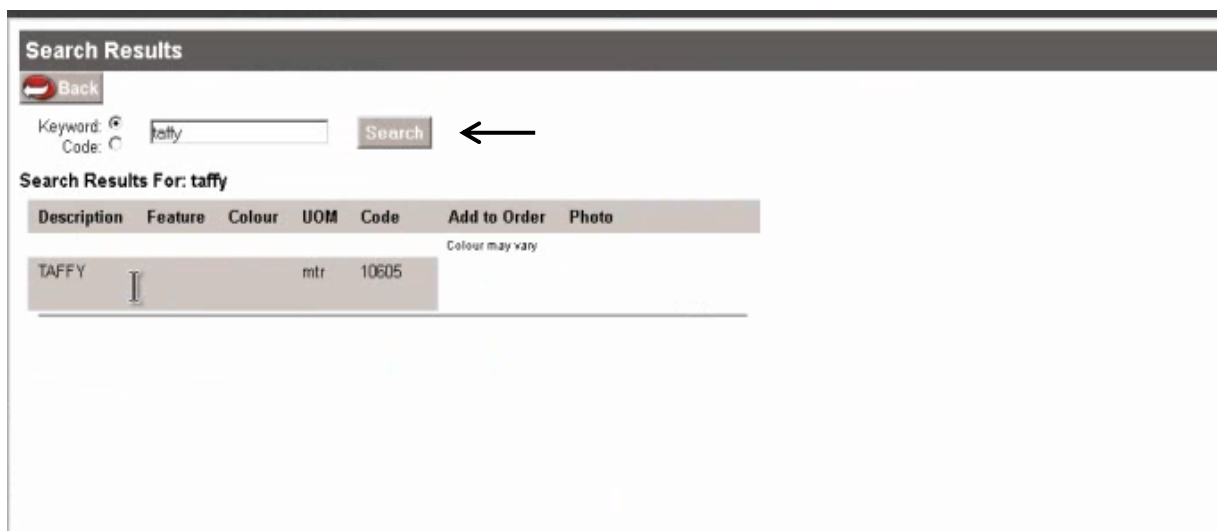 Search Results
Back
Keyword:
taffy
Search
Code:
Search Results For: taffy
Description Feature Colour UOM Code Add to Order Photo
Colour may vary
TAFFY mtr 10605